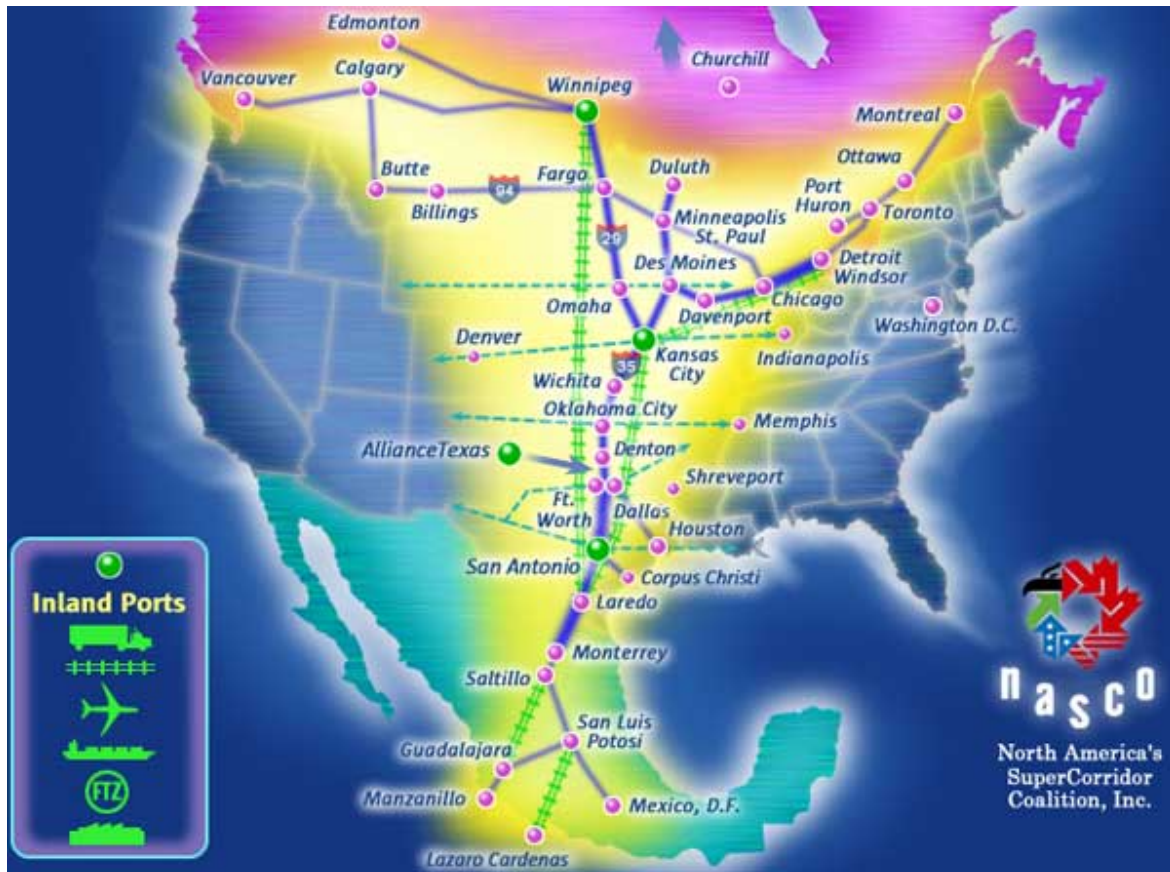 Edmonton
Churchill
Calgary
Vancouver
Winnipeg
Montreal
Ottawa
Butte
Fargo
Duluth
Port
Huron
94
Billings
Toronto
Minneapolis
St. Paul
29
Des Moines
Detroit
Windsor
Omaha
Davenport
Chicago
Washington D.C.
Denver
Kansas
City
Indianapolis
35
Wichita
Oklahoma City
Memphis
AllianceTexas
Denton
Shreveport
Ft.
Worth
Dallas
Houston
San Antonio
Corpus Christi
Laredo
Monterrey
Saltillo
San Luis
Potosi
Guadalajara
Manzanillo
Mexico, D.F.
Lazaro Cardenas
Inland Ports
FTZ
nasco
North America's
SuperCorridor
Coalition, Inc.